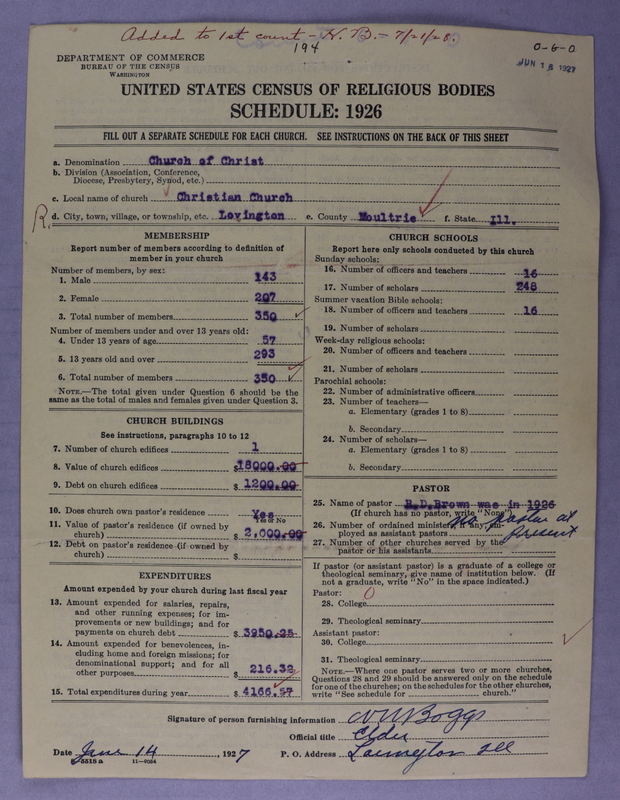 Added to 1st count - H. B. - 7/21/28.
194
0-6-0
DEPARTMENT OF COMMERCE
BUREAU OF THE CENSUS
WASHINGTON
JUN 16 1927
UNITED STATES CENSUS OF RELIGIOUS BODIES
SCHEDULE: 1926
FILL OUT A SEPARATE SCHEDULE FOR EACH CHURCH. SEE INSTRUCTIONS ON THE BACK OF THIS SHEET
a. Denomination Church of Christ
b. Division (Association, Conference,
Diocese, Presbytery, Synod, etc.)
c. Local name of church Christian Church
R. d. City, town, village, or township, etc. Lovington e. County Moultrie f. State Ill.
MEMBERSHIP
Report number of members according to definition of
member in your church
Number of members, by sex:
1. Male 143
2. Female 207
3. Total number of members 350
Number of members under and over 13 years old:
4. Under 13 years of age 57
5. 13 years old and over 293
6. Total number of members 350
NOTE.—The total given under Question 6 should be the
same as the total of males and females given under Question 3.
CHURCH BUILDINGS
See instructions, paragraphs 10 to 12
7. Number of church edifices 1
8. Value of church edifices $18000.00
9. Debt on church edifices $1200.00
10. Does church own pastor's residence Yes
Yes or No
11. Value of pastor's residence (if owned by
church) $2,000.00
12. Debt on pastor's residence (if owned by
church) $
EXPENDITURES
Amount expended by your church during last fiscal year
13. Amount expended for salaries, repairs,
and other running expenses; for im-
provements or new buildings; and for
payments on church debt $3950.25
14. Amount expended for benevolences, in-
cluding home and foreign missions; for
denominational support; and for all
other purposes $216.32
15. Total expenditures during year $4166.57
CHURCH SCHOOLS
Report here only schools conducted by this church
Sunday schools:
16. Number of officers and teachers 16
17. Number of scholars 248
Summer vacation Bible schools:
18. Number of officers and teachers 16
19. Number of scholars
Week-day religious schools:
20. Number of officers and teachers
21. Number of scholars
Parochial schools:
22. Number of administrative officers
23. Number of teachers—
a. Elementary (grades 1 to 8)
b. Secondary
24. Number of scholars—
a. Elementary (grades 1 to 8)
b. Secondary
PASTOR
25. Name of pastor H.D.Brown was in 1926
(If church has no pastor, write "None") no pastor at
present
26. Number of ordained ministers, if any, em-
ployed as assistant pastors
27. Number of other churches served by the
pastor or his assistants
If pastor (or assistant pastor) is a graduate of a college or
theological seminary, give name of institution below. (If
not a graduate, write "No" in the space indicated.)
Pastor: 0
28. College
29. Theological seminary
Assistant pastor:
30. College
31. Theological seminary
NOTE.—Where one pastor serves two or more churches,
Questions 28 and 29 should be answered only on the schedule
for one of the churches; on the schedules for the other churches,
write "See schedule for church."
Signature of person furnishing information W M Boggs
Official title Elder
Date June 14, 1927 P. O. Address Lovington Ill
8-5518 a 11-9064